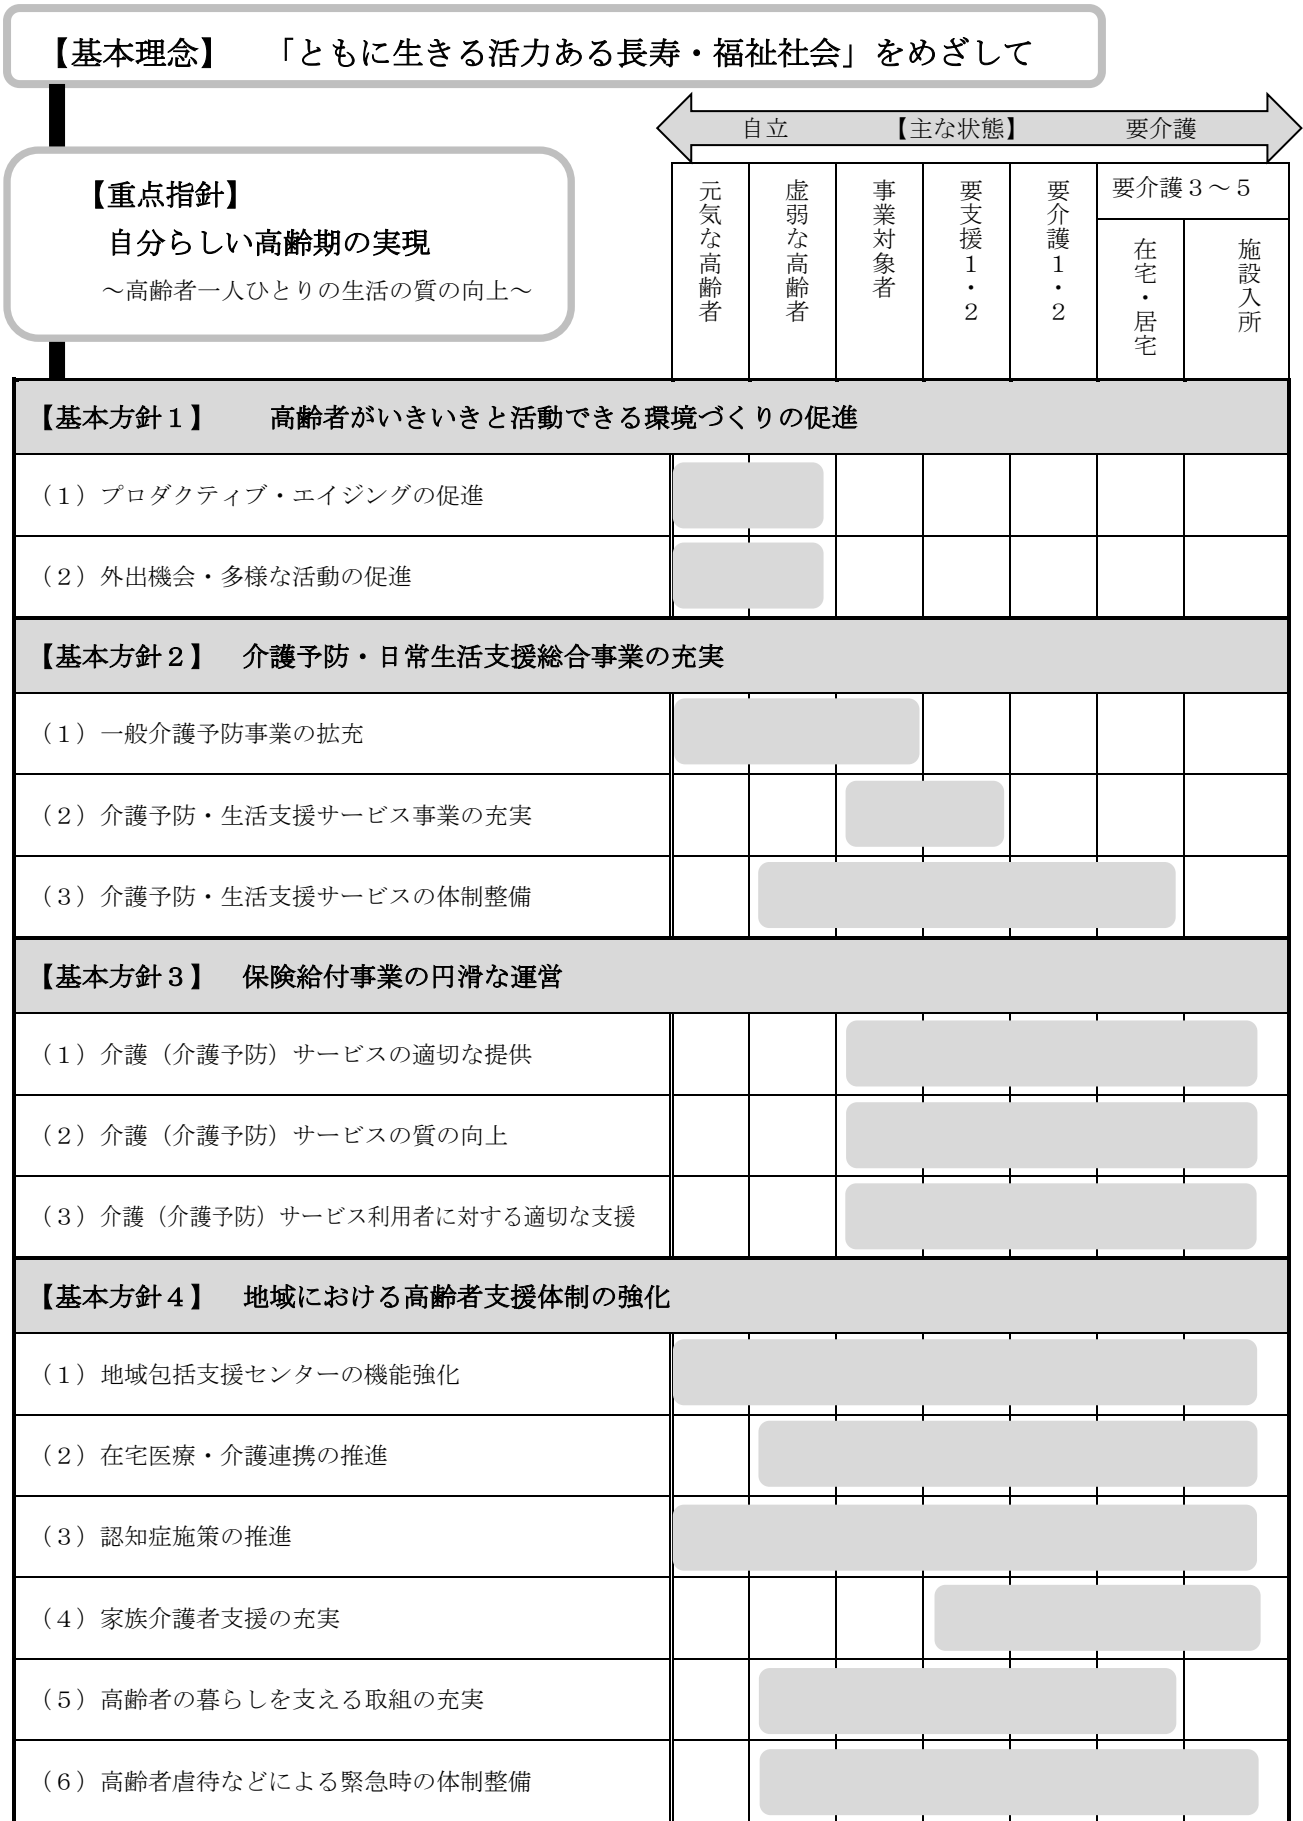 【基本理念】　「ともに生きる活力ある長寿・福祉社会」をめざして
自立　【主な状態】　要介護
【重点指針】
自分らしい高齢期の実現
～高齢者一人ひとりの生活の質の向上～
元気な高齢者
虚弱な高齢者
事業対象者
要支援１・２
要介護１・２
要介護３～５
在宅・居宅
施設入所
【基本方針１】　高齢者がいきいきと活動できる環境づくりの促進
（１）プロダクティブ・エイジングの促進
（２）外出機会・多様な活動の促進
【基本方針２】　介護予防・日常生活支援総合事業の充実
（１）一般介護予防事業の拡充
（２）介護予防・生活支援サービス事業の充実
（３）介護予防・生活支援サービスの体制整備
【基本方針３】　保険給付事業の円滑な運営
（１）介護（介護予防）サービスの適切な提供
（２）介護（介護予防）サービスの質の向上
（３）介護（介護予防）サービス利用者に対する適切な支援
【基本方針４】　地域における高齢者支援体制の強化
（１）地域包括支援センターの機能強化
（２）在宅医療・介護連携の推進
（３）認知症施策の推進
（４）家族介護者支援の充実
（５）高齢者の暮らしを支える取組の充実
（６）高齢者虐待などによる緊急時の体制整備